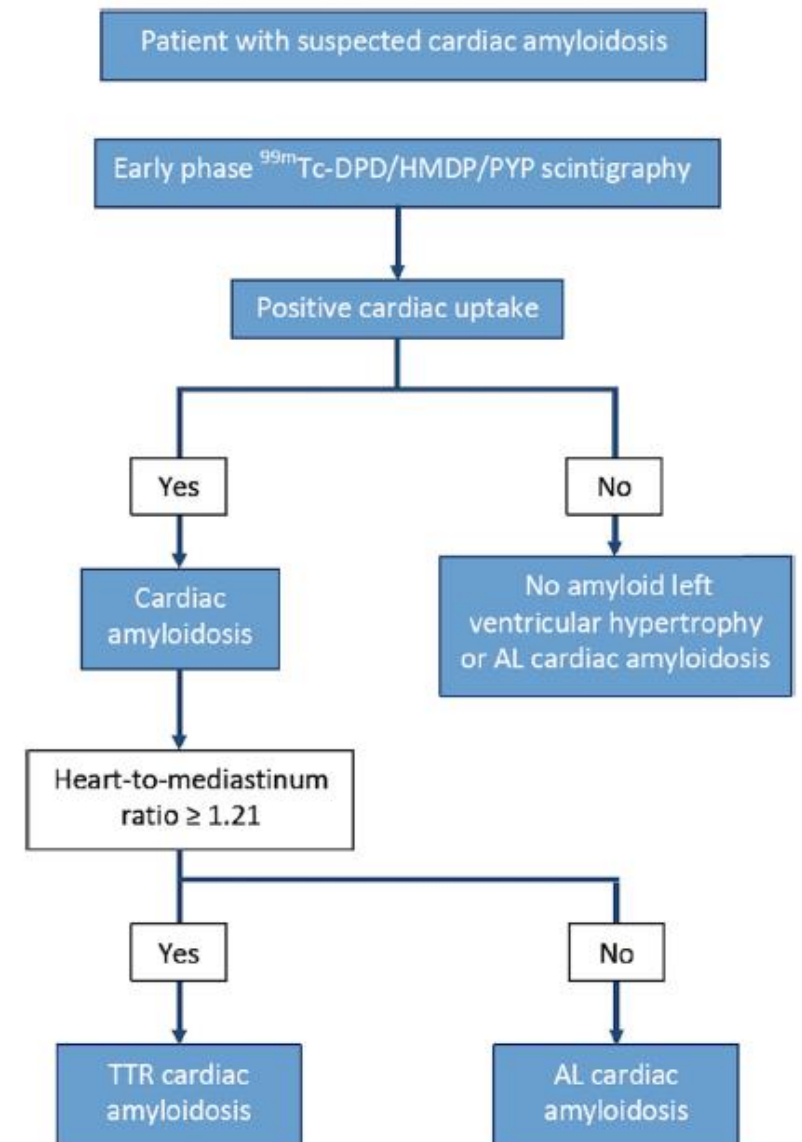 Patient with suspected cardiac amyloidosis
Early phase ⁹⁹ᵐTc-DPD/HMDP/PYP scintigraphy
Positive cardiac uptake
Yes
No
Cardiac
amyloidosis
No amyloid left
ventricular hypertrophy
or AL cardiac amyloidosis
Heart-to-mediastinum
ratio ≥ 1.21
Yes
No
TTR cardiac
amyloidosis
AL cardiac
amyloidosis